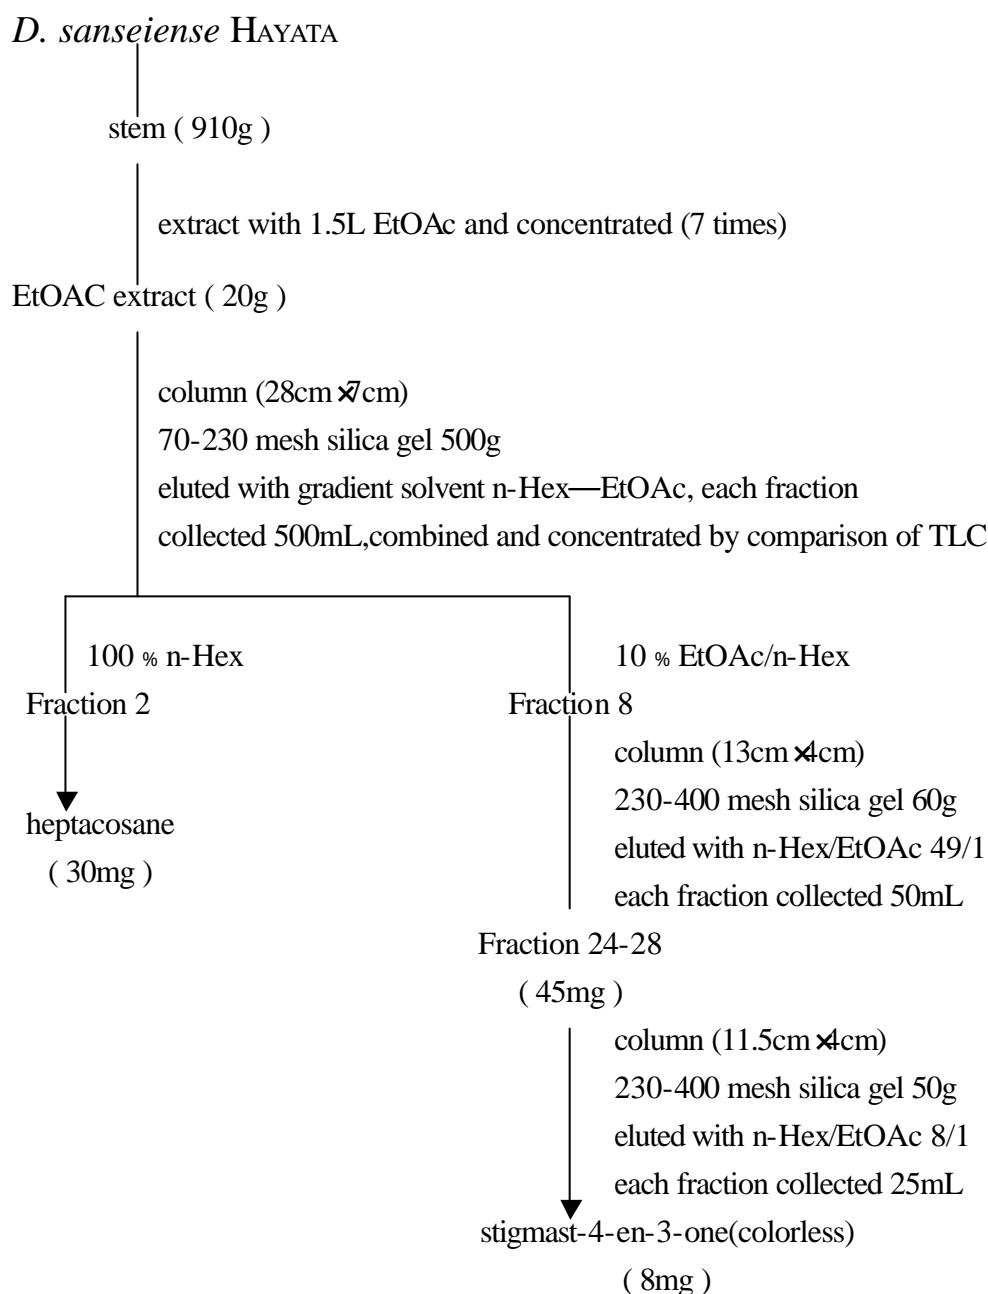 D. sanseiense HAYATA
stem ( 910g )
extract with 1.5L EtOAc and concentrated (7 times)
EtOAC extract ( 20g )
column (28cm×7cm)
70-230 mesh silica gel 500g
eluted with gradient solvent n-Hex—EtOAc, each fraction
collected 500mL,combined and concentrated by comparison of TLC
100 % n-Hex
Fraction 2
heptacosane
( 30mg )
10 % EtOAc/n-Hex
Fraction 8
column (13cm×4cm)
230-400 mesh silica gel 60g
eluted with n-Hex/EtOAc 49/1
each fraction collected 50mL
Fraction 24-28
( 45mg )
column (11.5cm×4cm)
230-400 mesh silica gel 50g
eluted with n-Hex/EtOAc 8/1
each fraction collected 25mL
stigmast-4-en-3-one(colorless)
( 8mg )